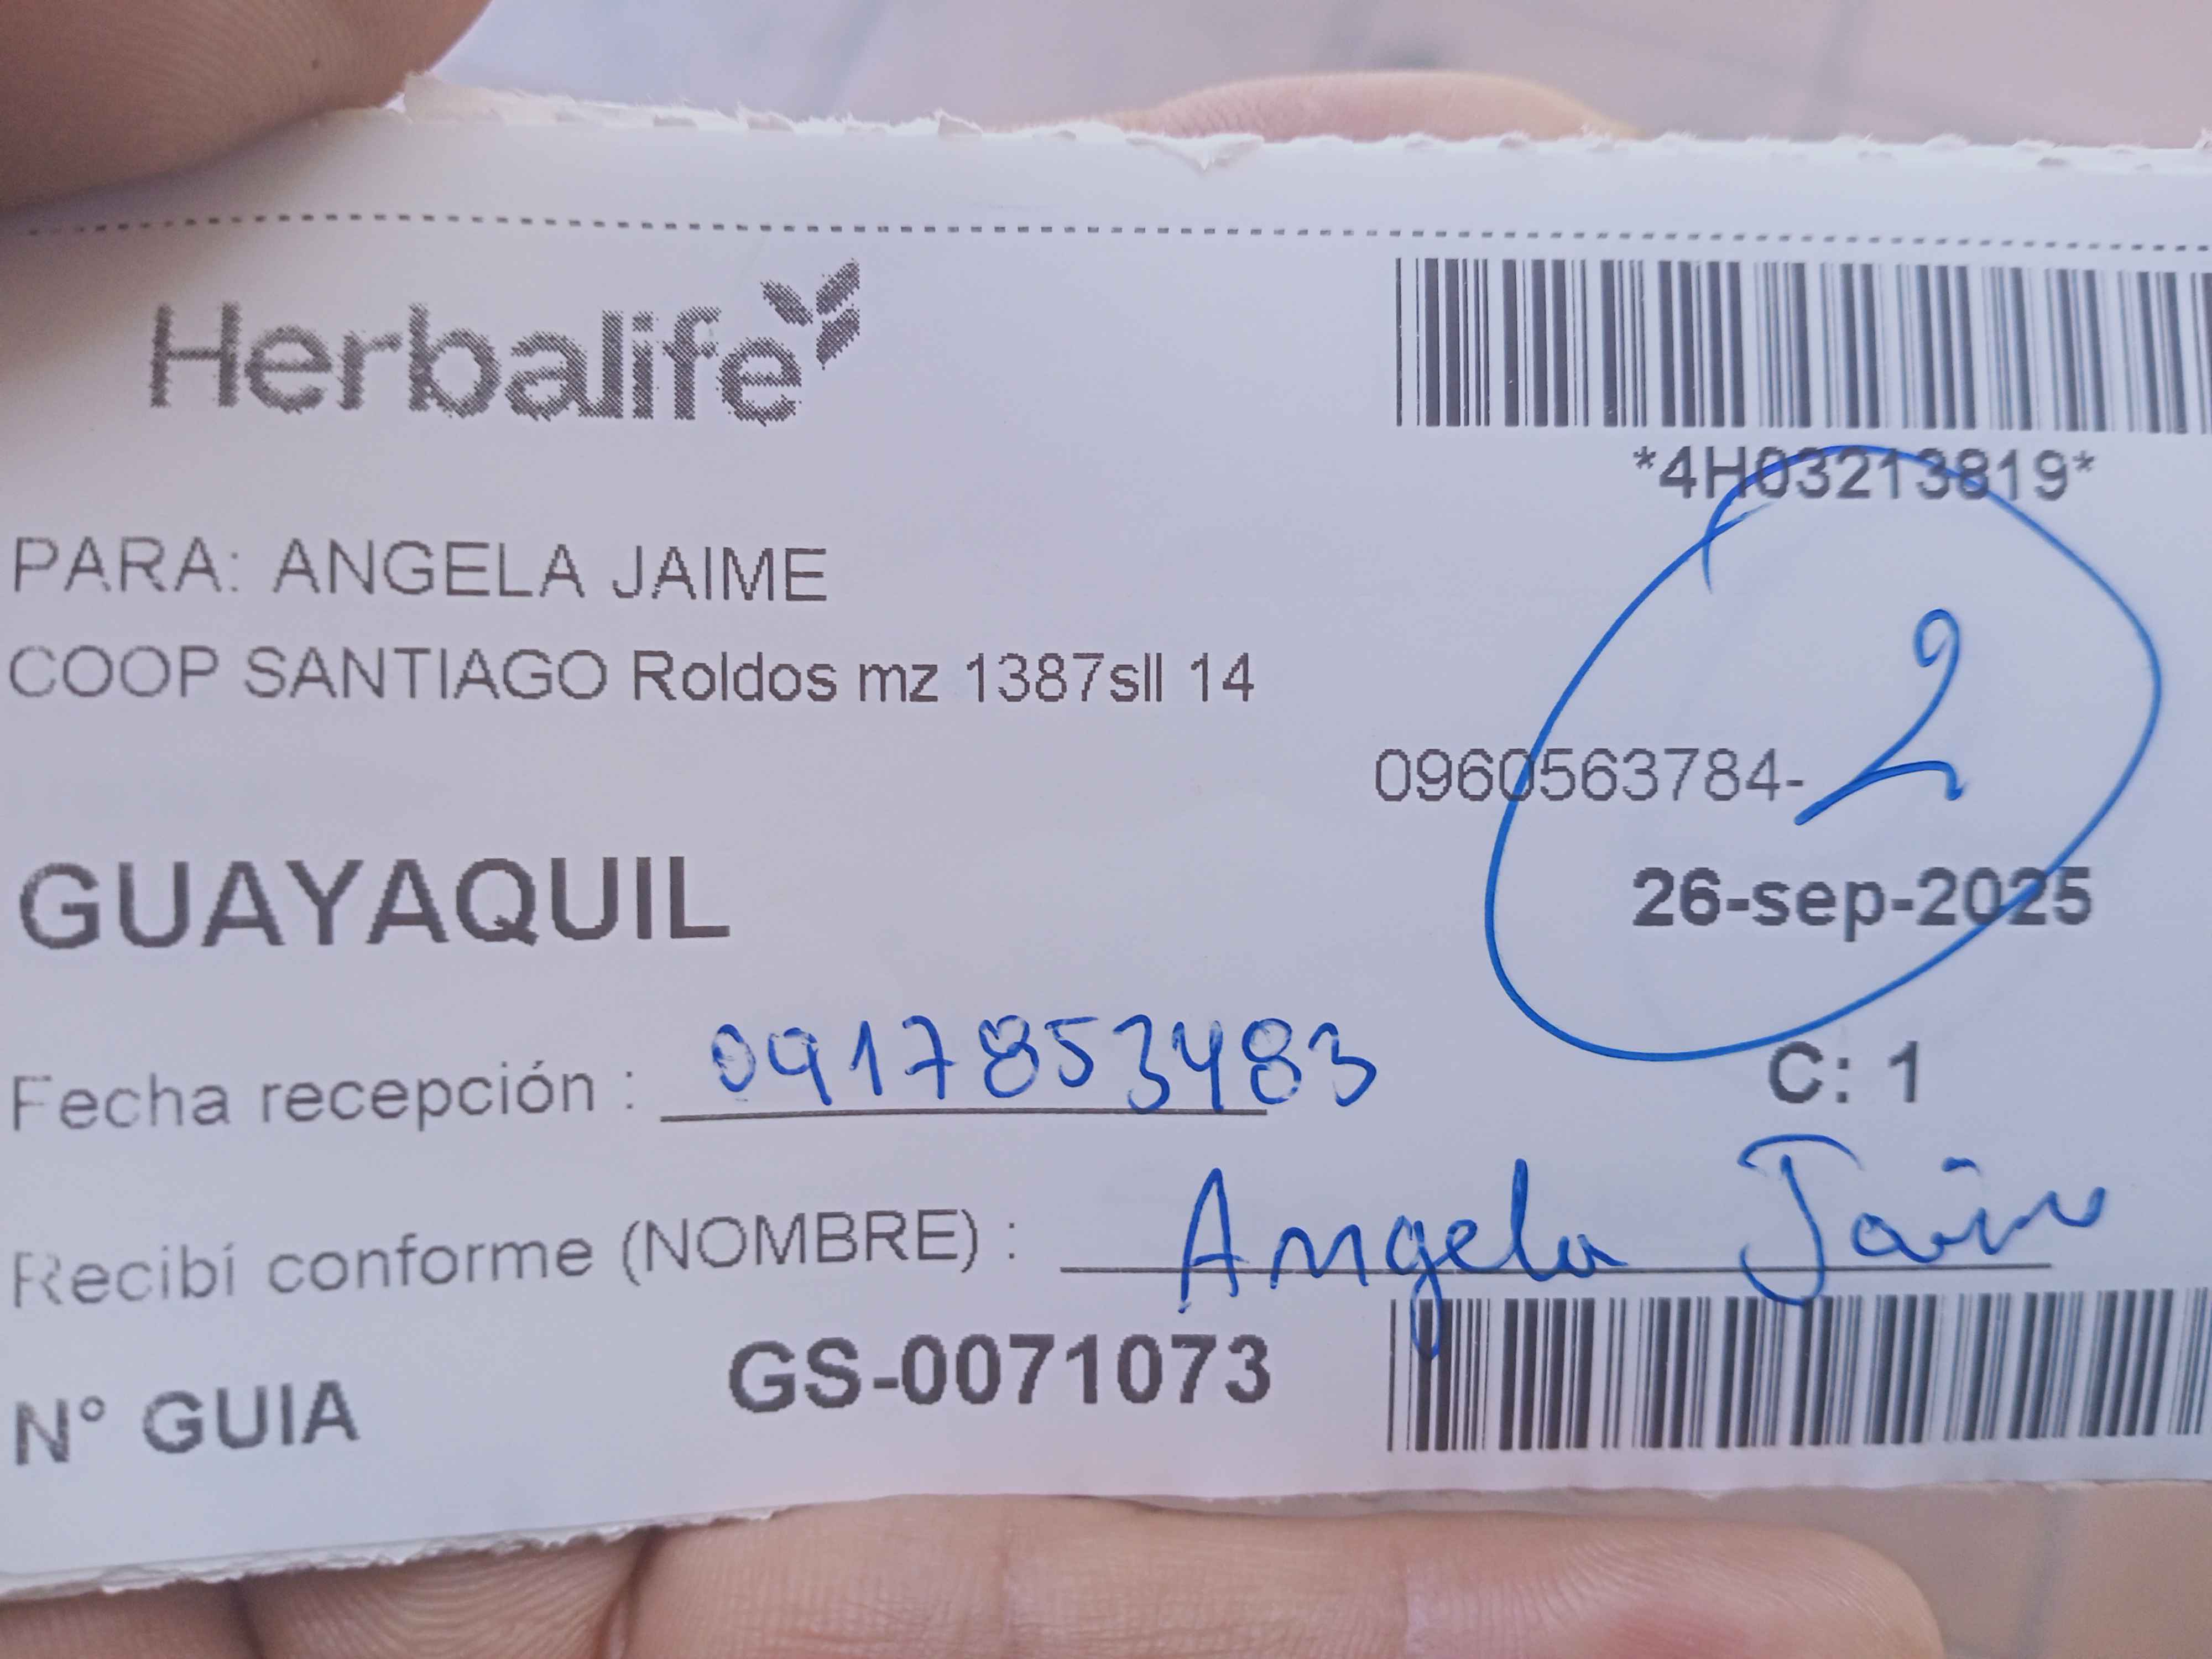 Herbalife
*4H03213819*
PARA: ANGELA JAIME
COOP SANTIAGO Roldos mz 1387sll 14
2
0960563784-
GUAYAQUIL
26-sep-2025
Fecha recepción : 0917853483
C: 1
Recibí conforme (NOMBRE) : Angela Jaime
N° GUIA GS-0071073